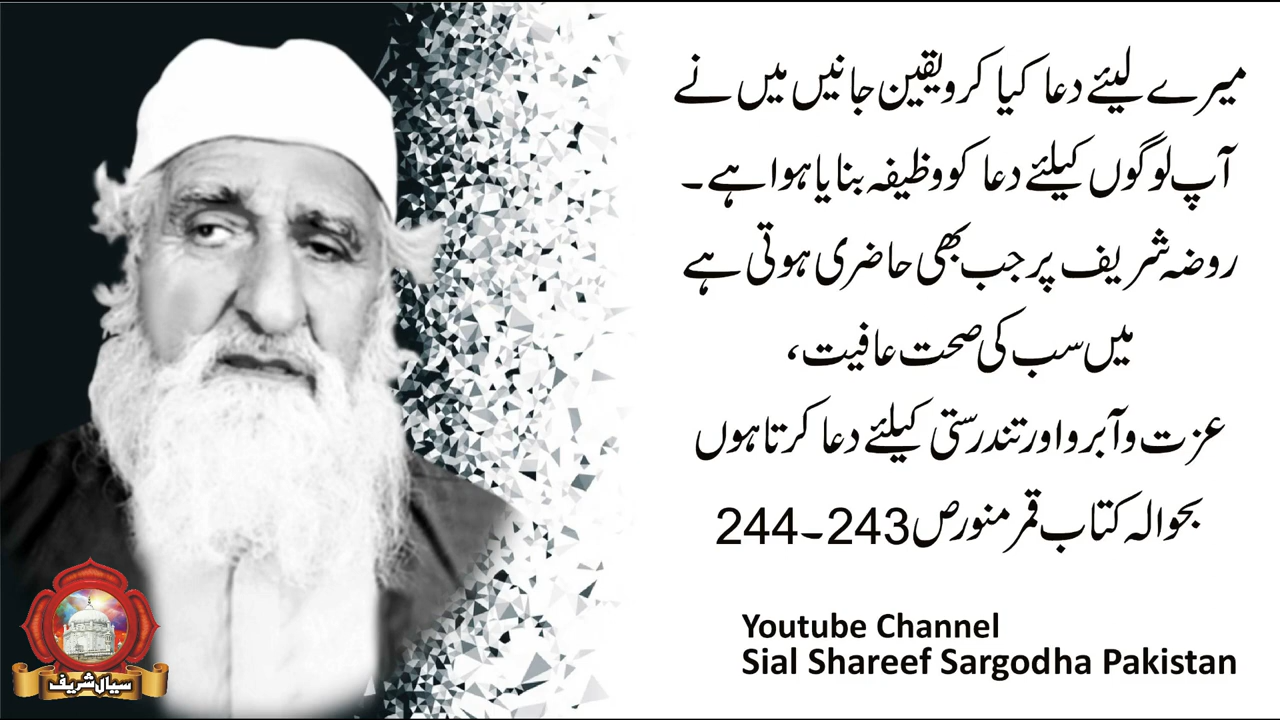 میرے لیئے دعا کیا کرو یقین جانیں میں نے
آپ لوگوں کیلئے دعا کو وظیفہ بنایا ہوا ہے ۔
روضہ شریف پر جب بھی حاضری ہوتی ہے
میں سب کی صحت عافیت ،
عزت و آبرو اور تندرستی کیلئے دعا کرتا ہوں
بحوالہ کتاب قمر منور ص 243۔244
Youtube Channel
Sial Shareef Sargodha Pakistan
سیال شریف